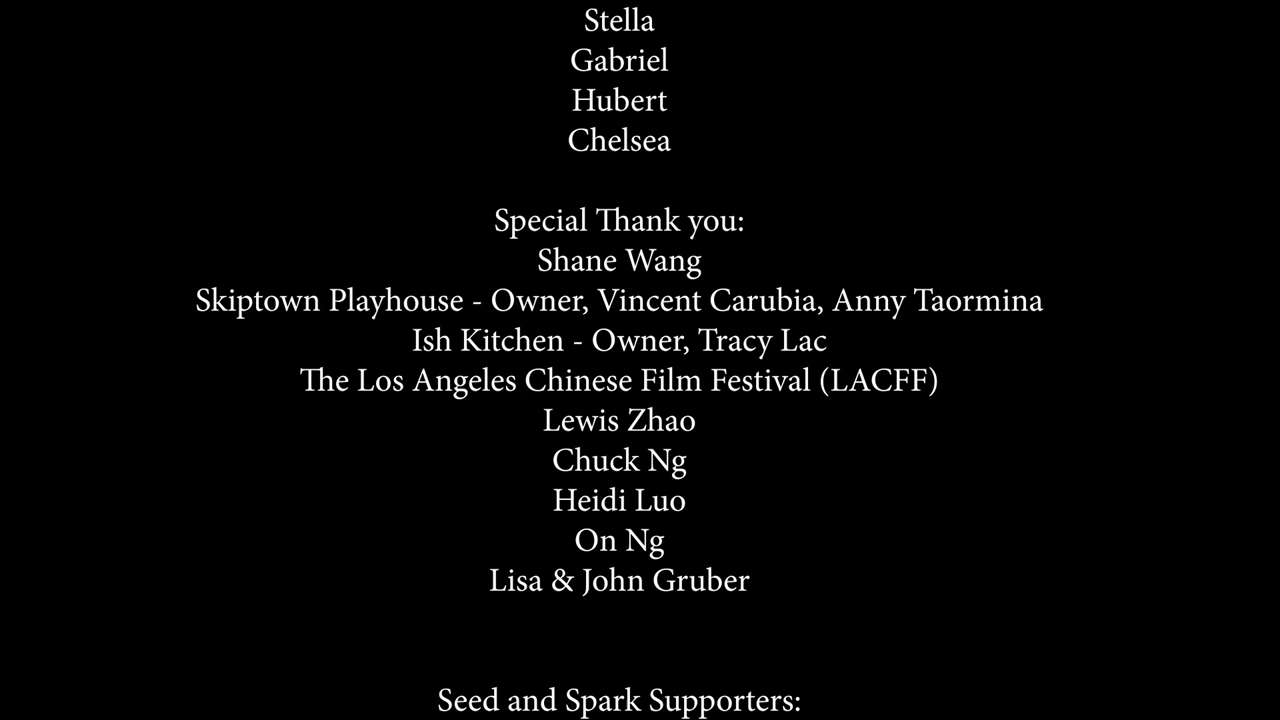 Stella
Gabriel
Hubert
Chelsea
Special Thank you:
Shane Wang
Skiptown Playhouse - Owner, Vincent Carubia, Anny Taormina
Ish Kitchen - Owner, Tracy Lac
The Los Angeles Chinese Film Festival (LACFF)
Lewis Zhao
Chuck Ng
Heidi Luo
On Ng
Lisa & John Gruber
Seed and Spark Supporters: